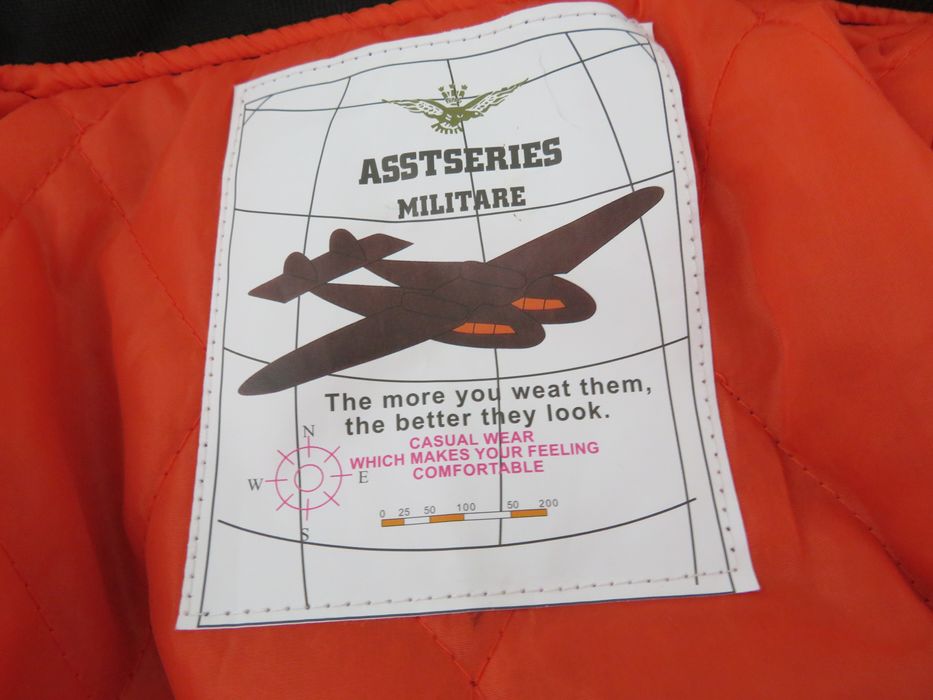 ASSTSERIES
MILITARE
The more you weat them,
the better they look.
CASUAL WEAR
WHICH MAKES YOUR FEELING
COMFORTABLE
N
W E
S
0 25 50 100 50 200